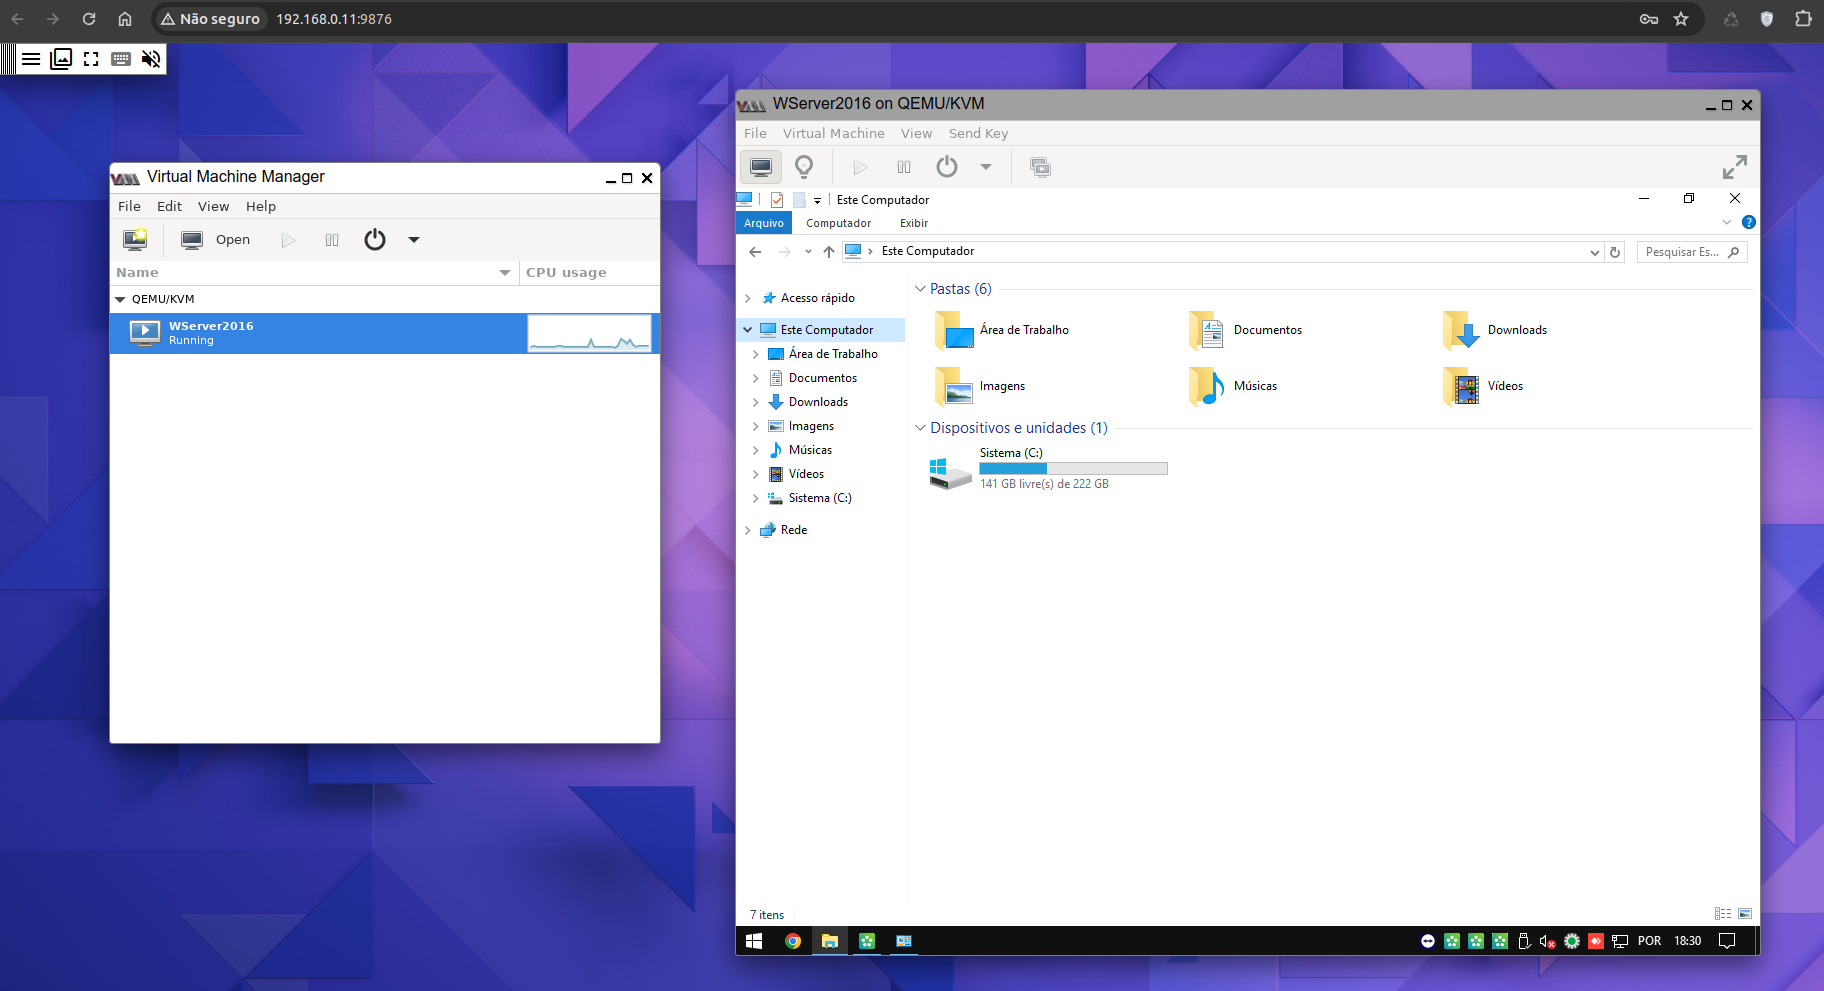 Não seguro
192.168.0.11:9876
Virtual Machine Manager
File Edit View Help
Open
Name CPU usage
QEMU/KVM
WServer2016
Running
WServer2016 on QEMU/KVM
File Virtual Machine View Send Key
Este Computador
Arquivo Computador Exibir
Este Computador
Pesquisar Es...
Acesso rápido
Este Computador
Área de Trabalho
Documentos
Downloads
Imagens
Músicas
Vídeos
Sistema (C:)
Rede
Pastas (6)
Área de Trabalho Documentos Downloads
Imagens Músicas Vídeos
Dispositivos e unidades (1)
Sistema (C:)
141 GB livre(s) de 222 GB
7 itens
POR 18:30